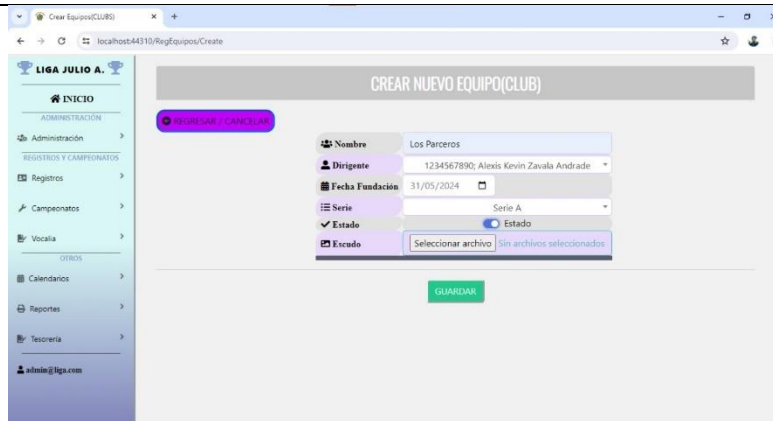 Crear Equipos(CLUBS)
localhost:44310/RegEquipos/Create
LIGA JULIO A.
INICIO
ADMINISTRACIÓN
Administración
REGISTROS Y CAMPEONATOS
Registros
Campeonatos
Vocalia
OTROS
Calendarios
Reportes
Tesorería
admin@liga.com
CREAR NUEVO EQUIPO(CLUB)
REGRESAR / CANCELAR
Nombre Los Parceros
Dirigente 1234567890; Alexis Kevin Zavala Andrade
Fecha Fundación 31/05/2024
Serie Serie A
Estado Estado
Escudo Seleccionar archivo Sin archivos seleccionados
GUARDAR